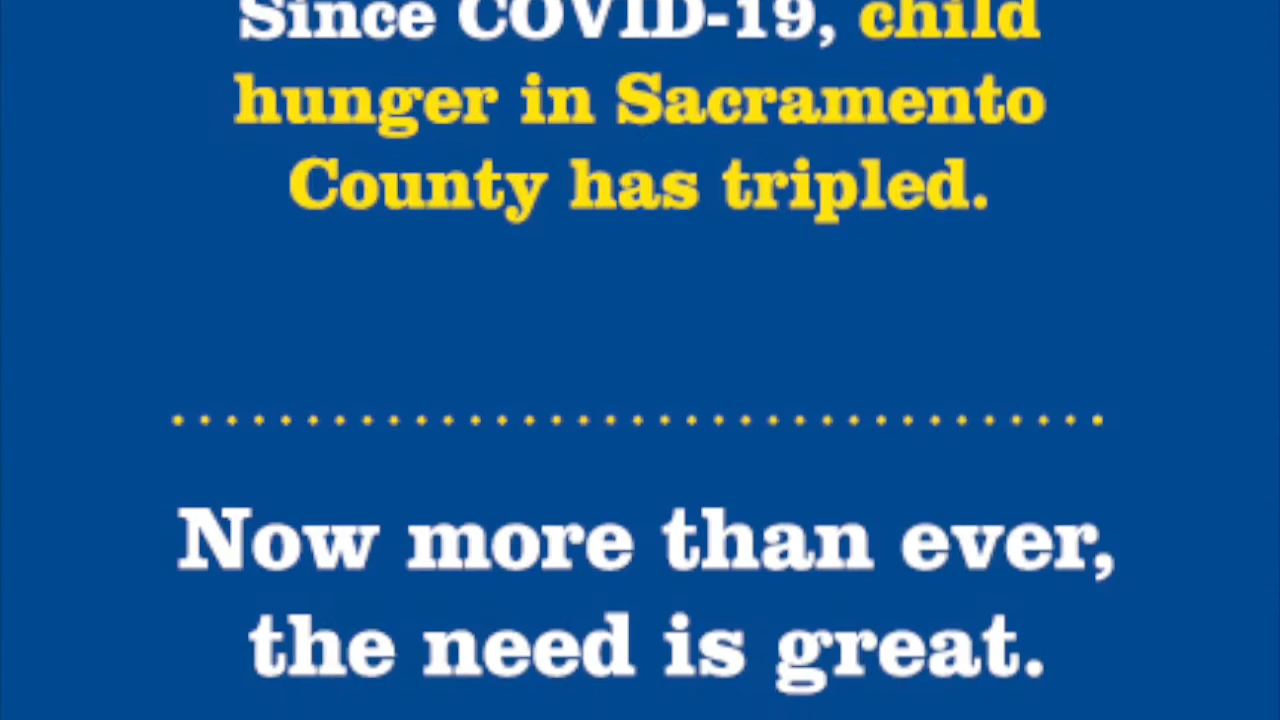 Since COVID-19, child
hunger in Sacramento
County has tripled.
Now more than ever,
the need is great.